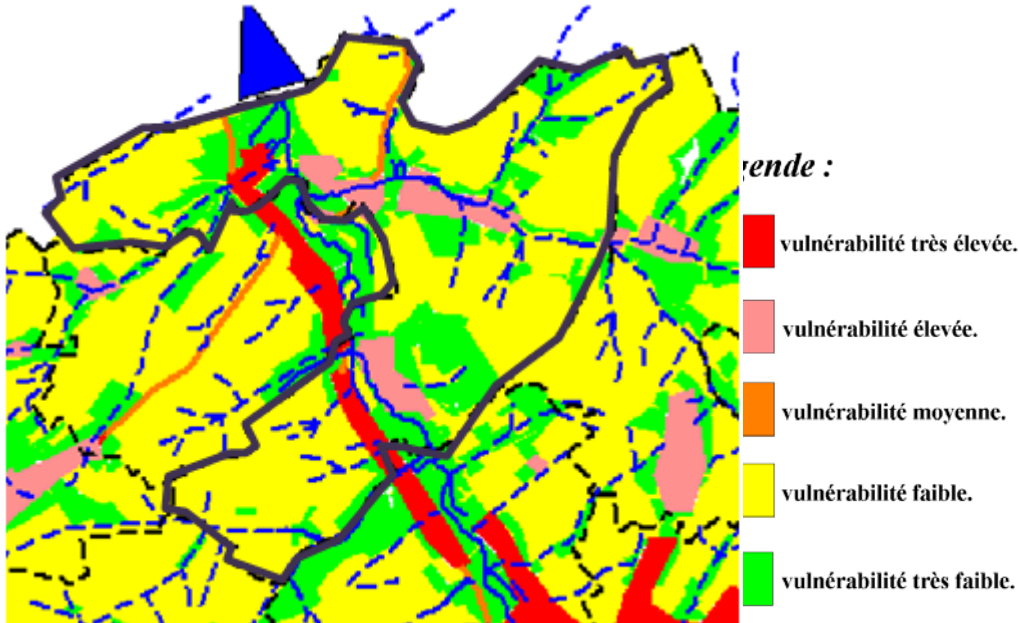 gende :
vulnérabilité très élevée.
vulnérabilité élevée.
vulnérabilité moyenne.
vulnérabilité faible.
vulnérabilité très faible.